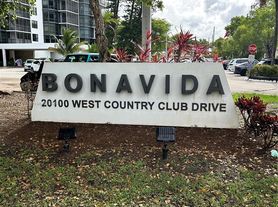 BONAVIDA
20100 WEST COUNTRY CLUB DRIVE